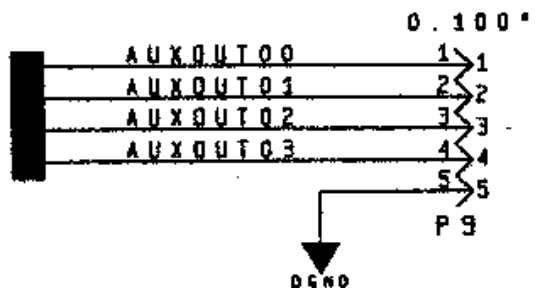 0.100"
AUXOUT00 1 1
AUXOUT01 2 2
AUXOUT02 3 3
AUXOUT03 4 4
5 5
P9
DGND